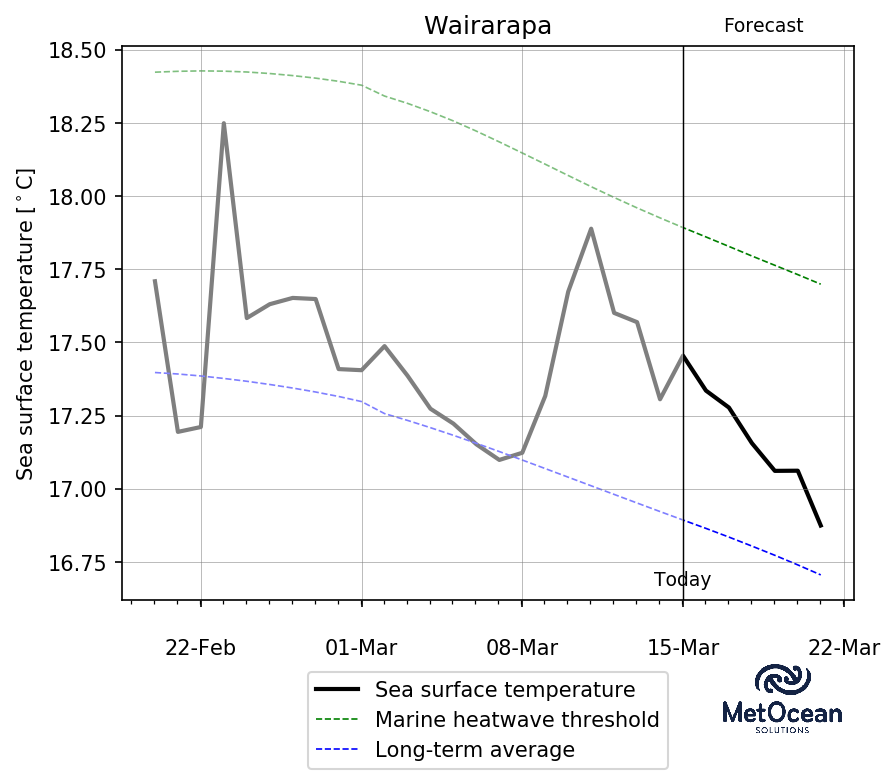 Wairarapa
Forecast
Sea surface temperature [°C]
18.50
18.25
18.00
17.75
17.50
17.25
17.00
16.75
Today
22-Feb
01-Mar
08-Mar
15-Mar
22-Mar
Sea surface temperature
Marine heatwave threshold
Long-term average
MetOcean
SOLUTIONS